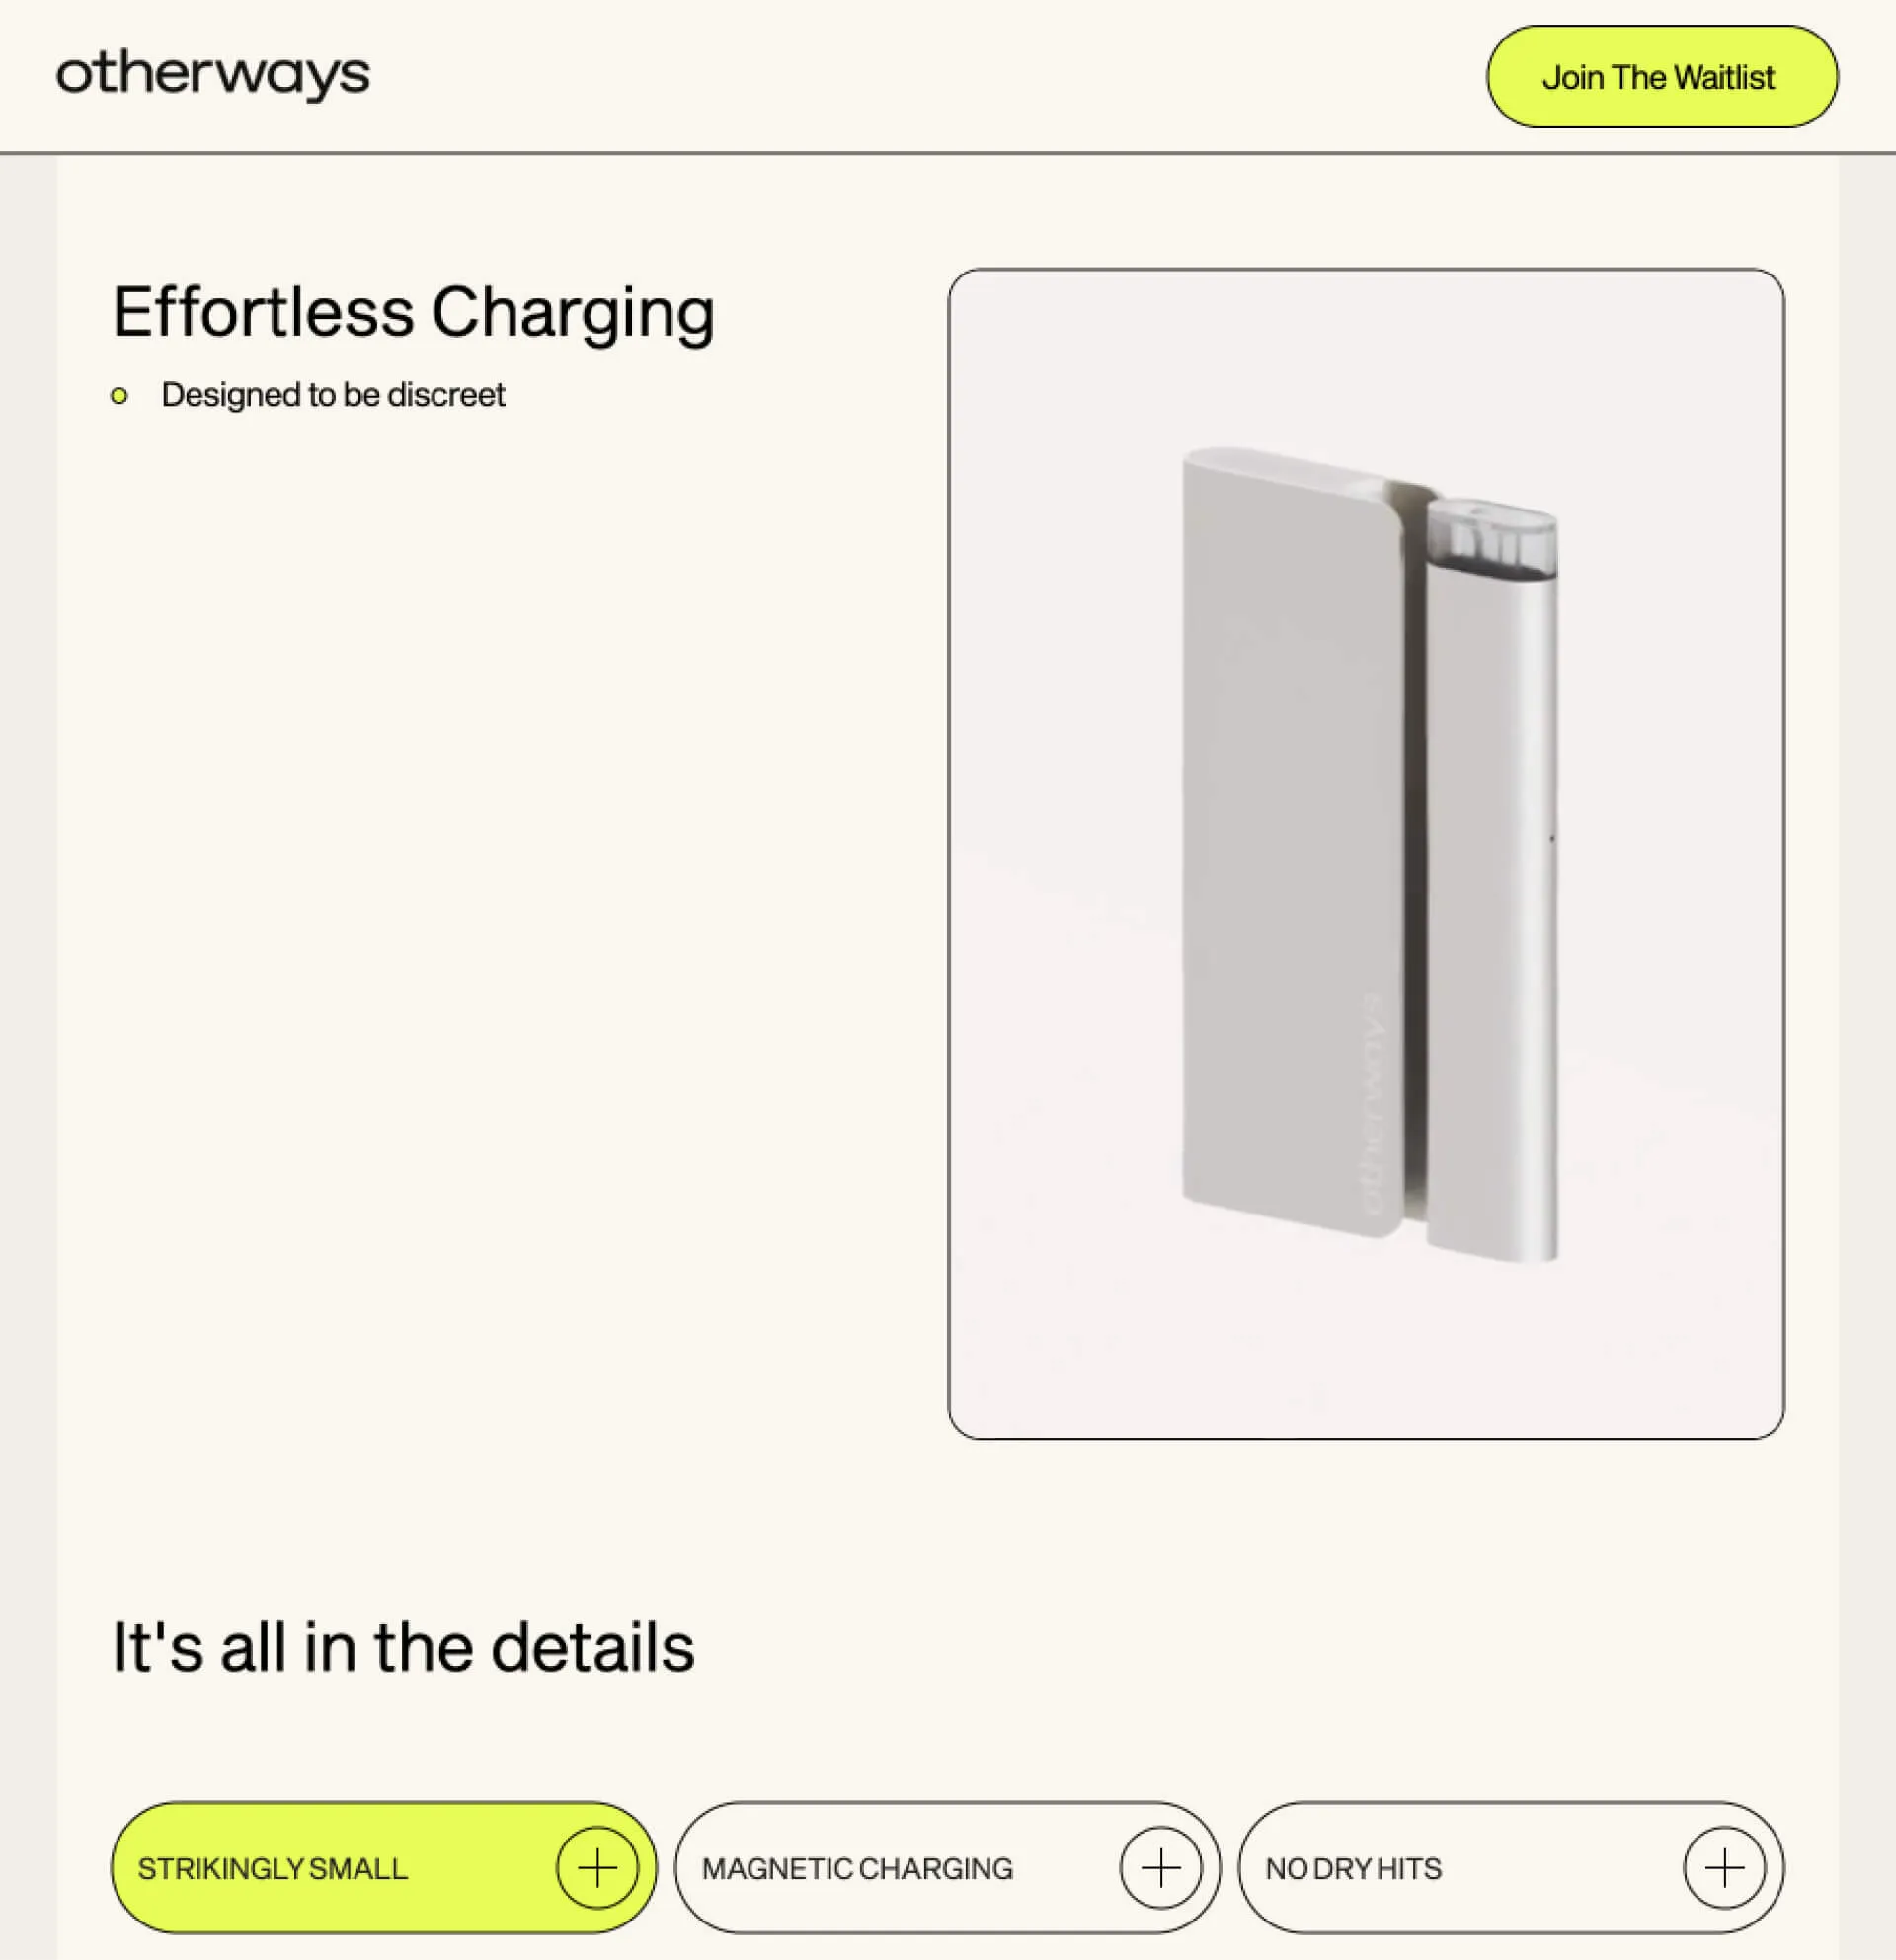 otherways
Join The Waitlist
Effortless Charging
Designed to be discreet
otherways
It's all in the details
STRIKINGLY SMALL
MAGNETIC CHARGING
NO DRY HITS